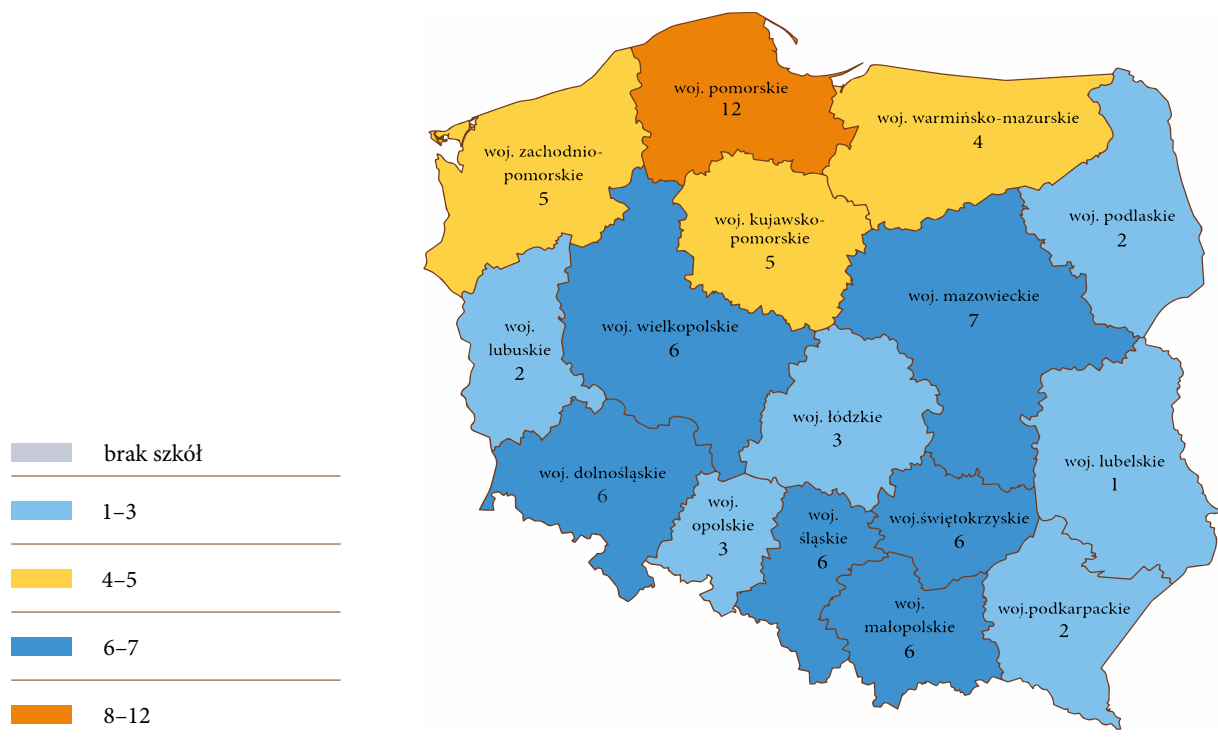 woj. pomorskie
12
woj. warmińsko-mazurskie
4
woj. zachodnio-
pomorskie
5
woj. podlaskie
2
woj. kujawsko-
pomorskie
5
woj. mazowieckie
7
woj.
lubuskie
2
woj. wielkopolskie
6
woj. łódzkie
3
woj. lubelskie
1
woj. dolnośląskie
6
woj.
opolskie
3
woj.
śląskie
6
woj.świętokrzyskie
6
woj.
małopolskie
6
woj.podkarpackie
2
brak szkół
1–3
4–5
6–7
8–12